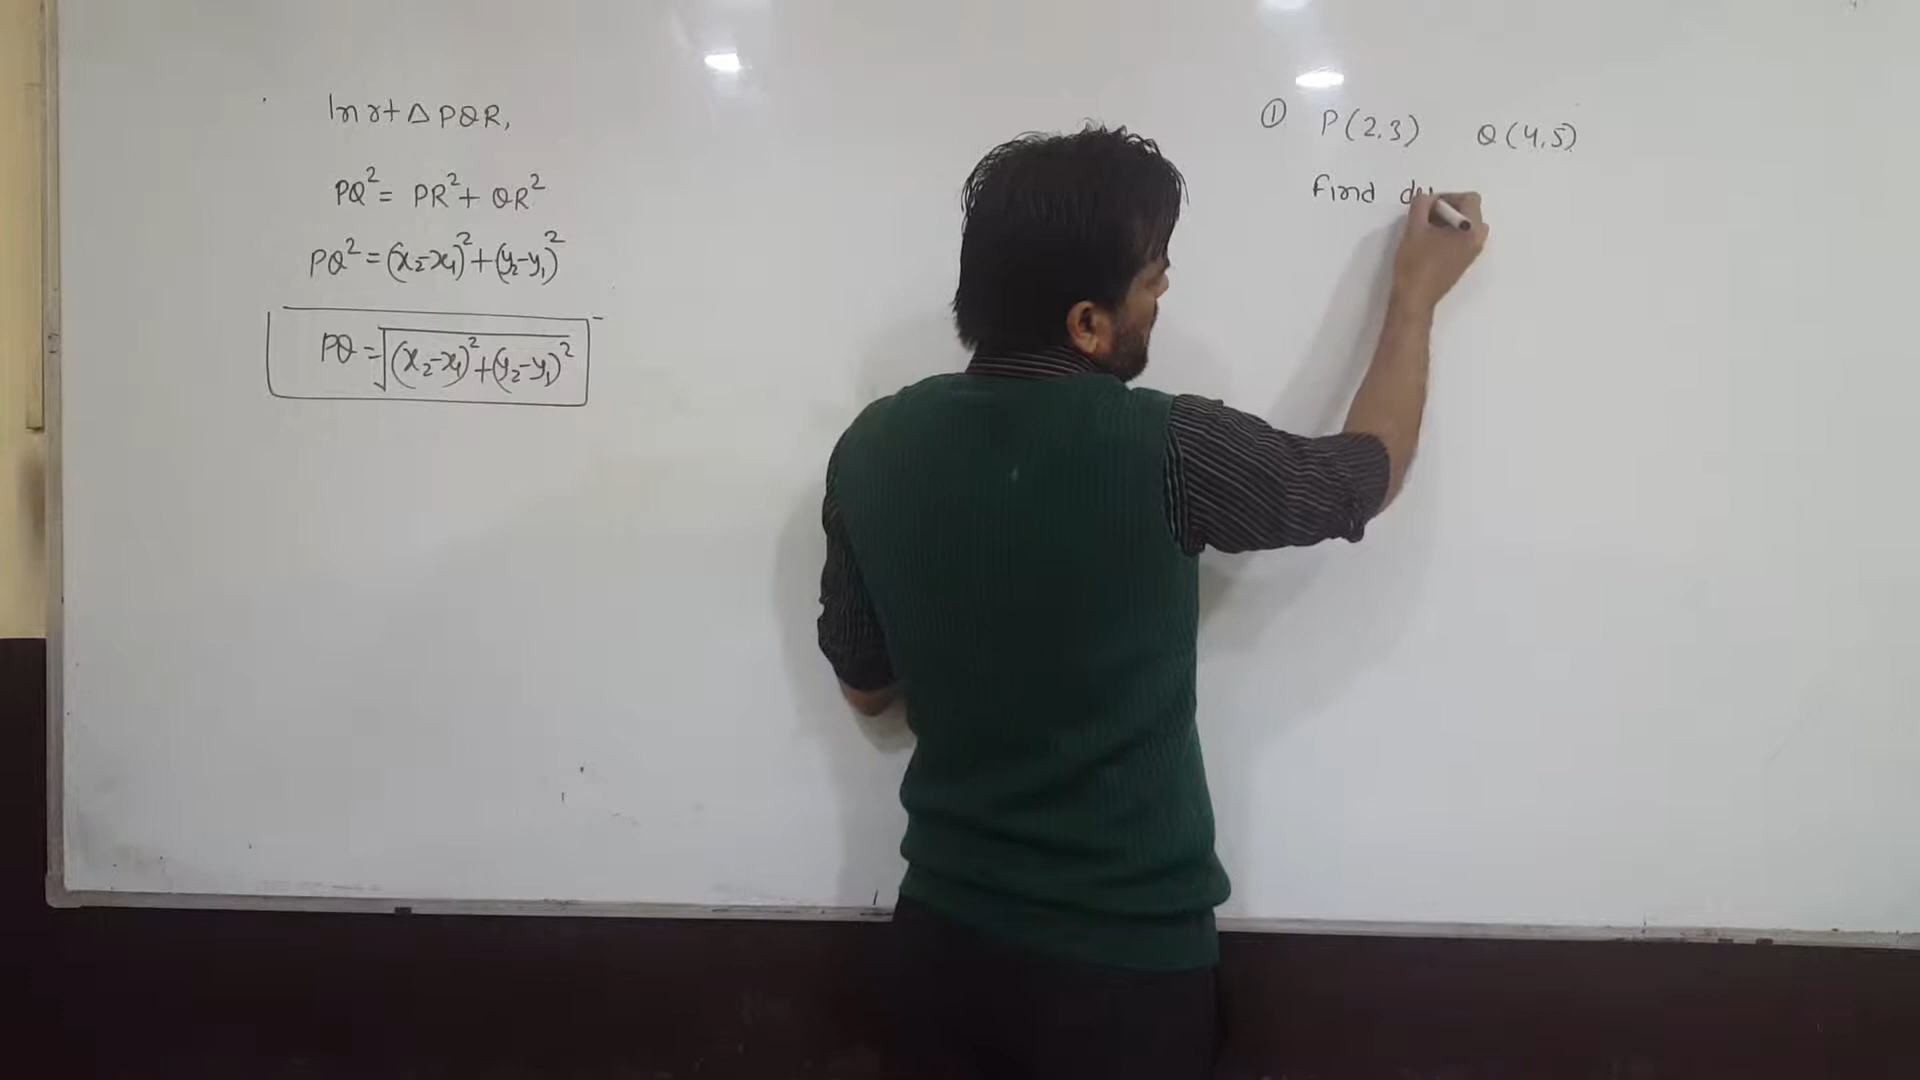 In rt △ PQR,
PQ² = PR² + QR²
PQ² = (x₂-x₁)² + (y₂-y₁)²
PQ = √(x₂-x₁)² + (y₂-y₁)²
① P(2,3) Q(4,5)
Find